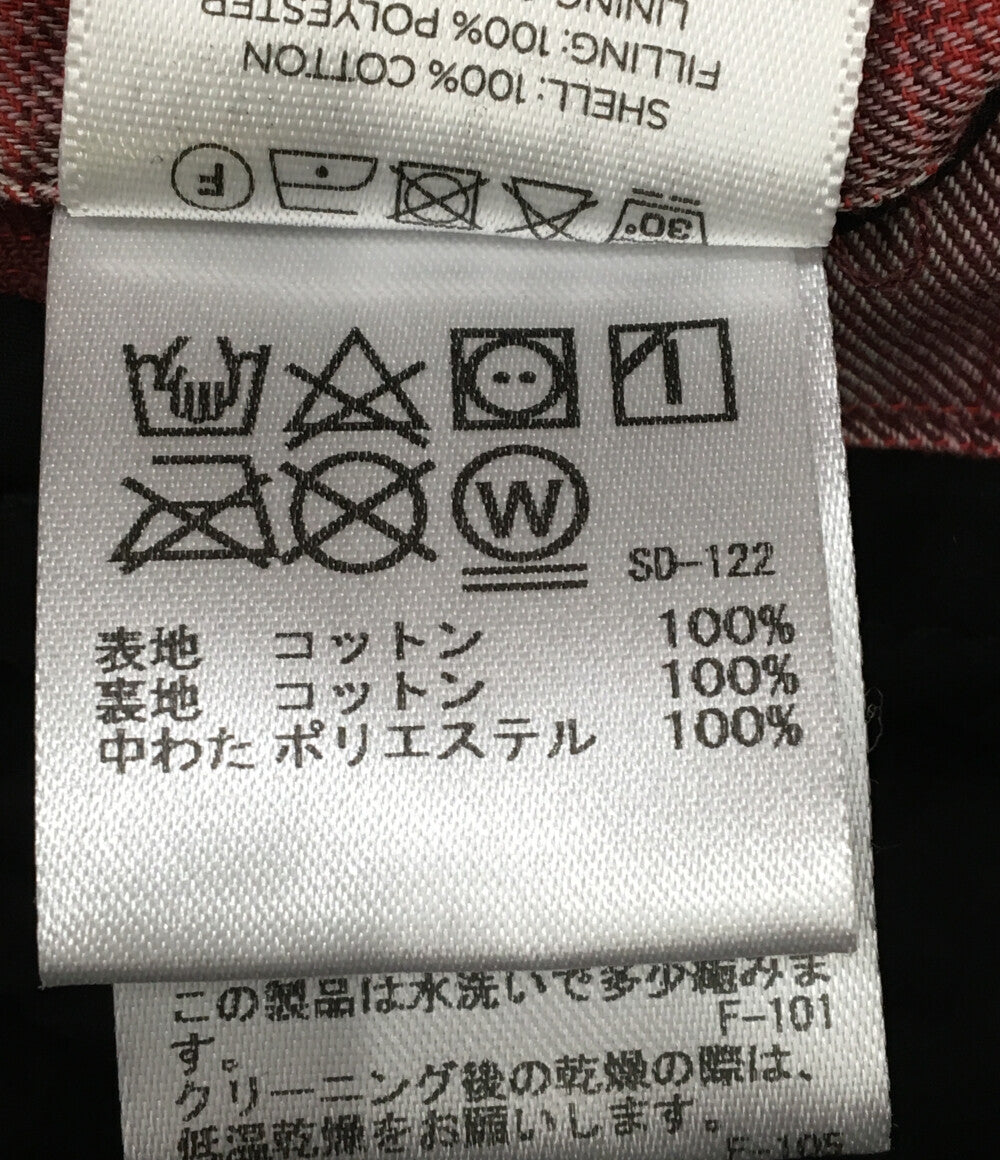 LINING
FILLING: 100% POLYESTER
SHELL: 100% COTTON
F
30°
W
SD-122
表地 コットン 100%
裏地 コットン 100%
中わた ポリエステル 100%
この製品は水洗いで多少縮みま
す。 F-101
クリーニング後の乾燥の際は、
低温乾燥をお願いします。
F-105